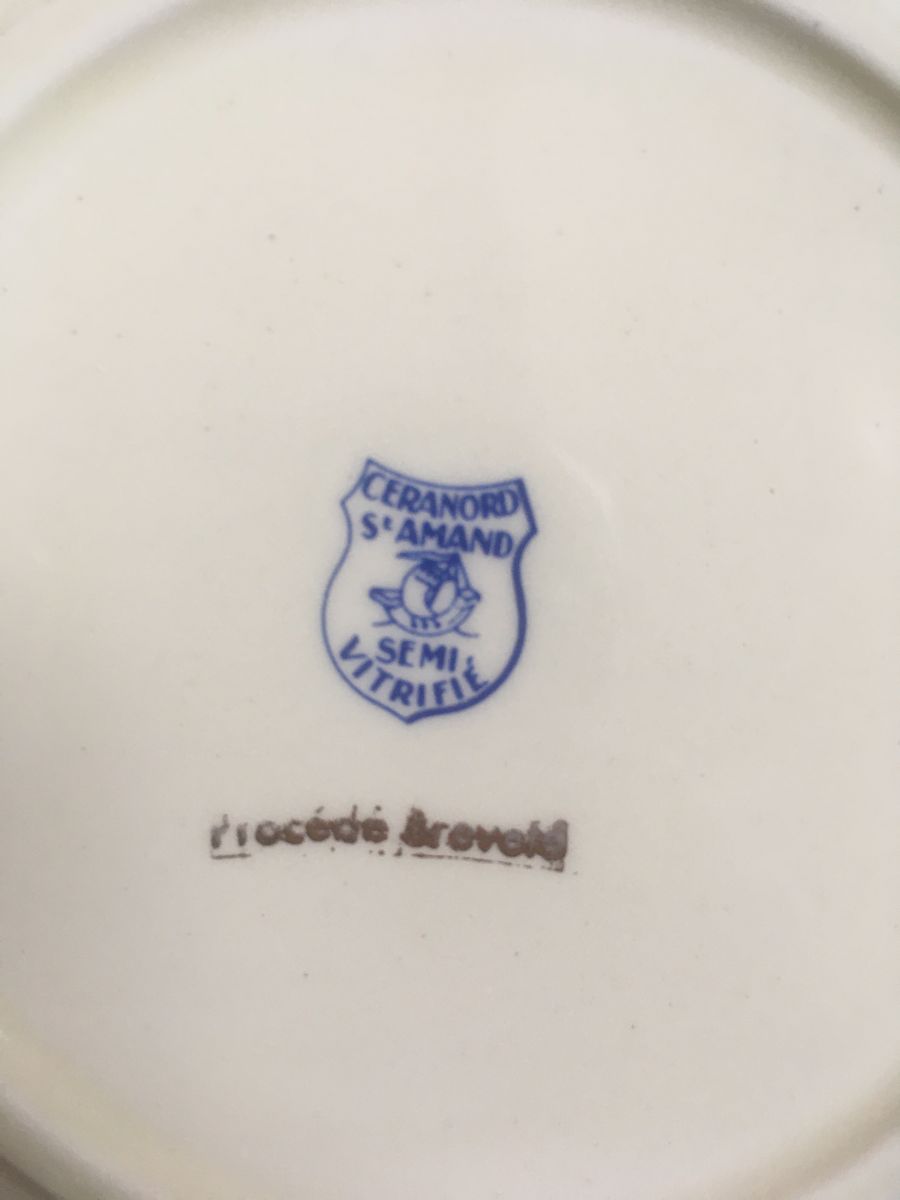 CERANORD
St AMAND
SEMI
VITRIFIÉ
Procédé Breveté